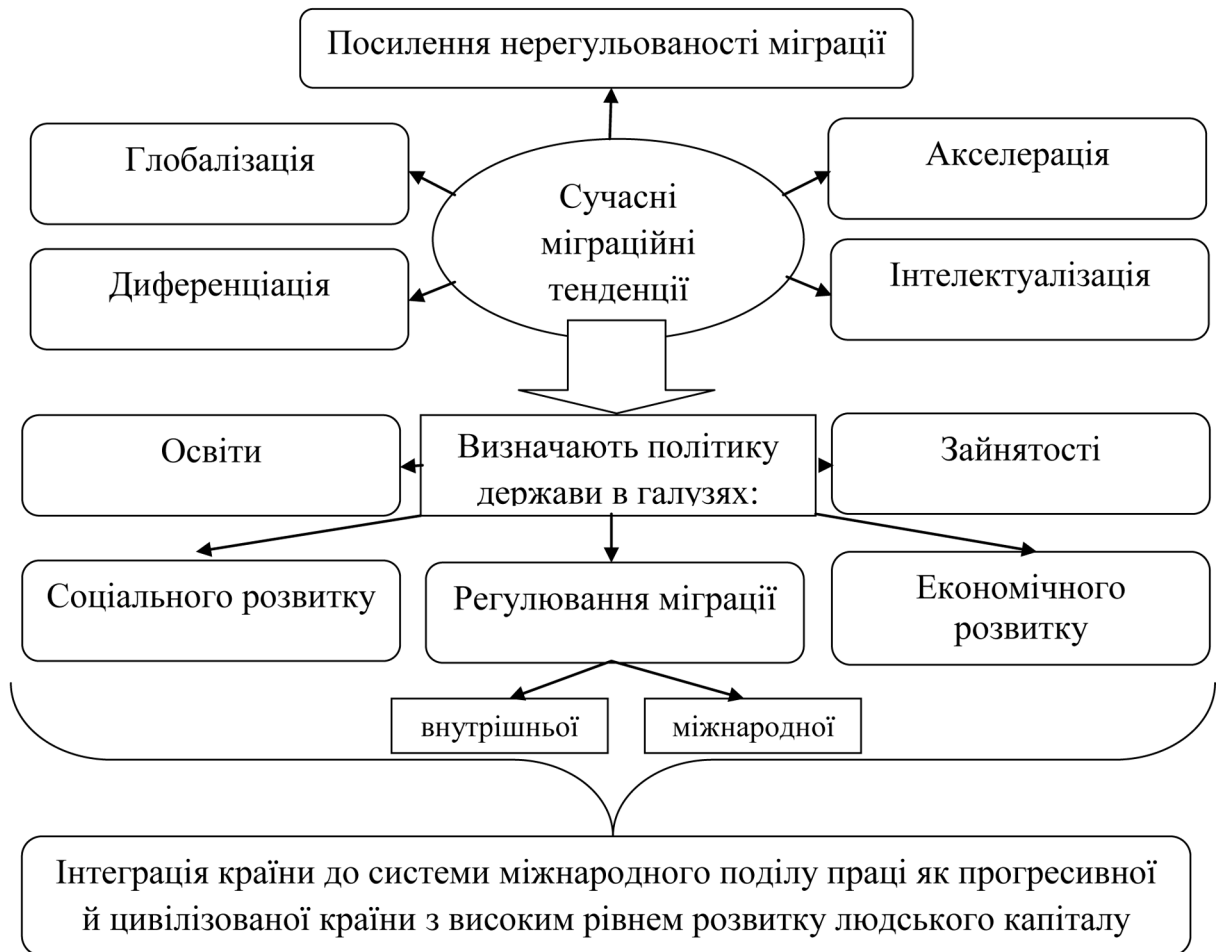 Посилення нерегульованості міграції
Глобалізація
Акселерація
Сучасні
міграційні
тенденції
Диференціація
Інтелектуалізація
Освіти
Визначають політику
держави в галузях:
Зайнятості
Соціального розвитку
Регулювання міграції
Економічного
розвитку
внутрішньої
міжнародної
Інтеграція країни до системи міжнародного поділу праці як прогресивної
й цивілізованої країни з високим рівнем розвитку людського капіталу